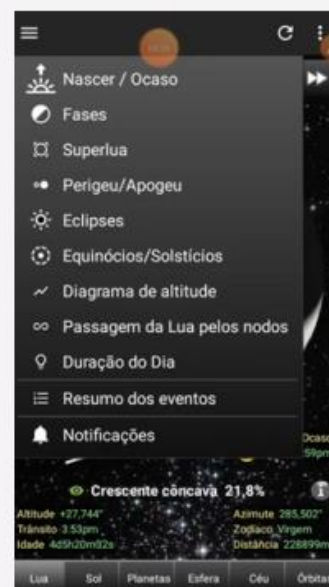 Nascer / Ocaso
Fases
Superlua
Perigeu/Apogeu
Eclipses
Equinócios/Solstícios
Diagrama de altitude
Passagem da Lua pelos nodos
Duração do Dia
Resumo dos eventos
Notificações
Ocaso
:59pm
Crescente côncava 21,8%
Altitude +27,744° Azimute 285,502°
Trânsito 3:53pm Zodíaco Virgem
Idade 4d5h20m32s Distância 228899m
Lua Sol Planetas Esfera Céu Órbita